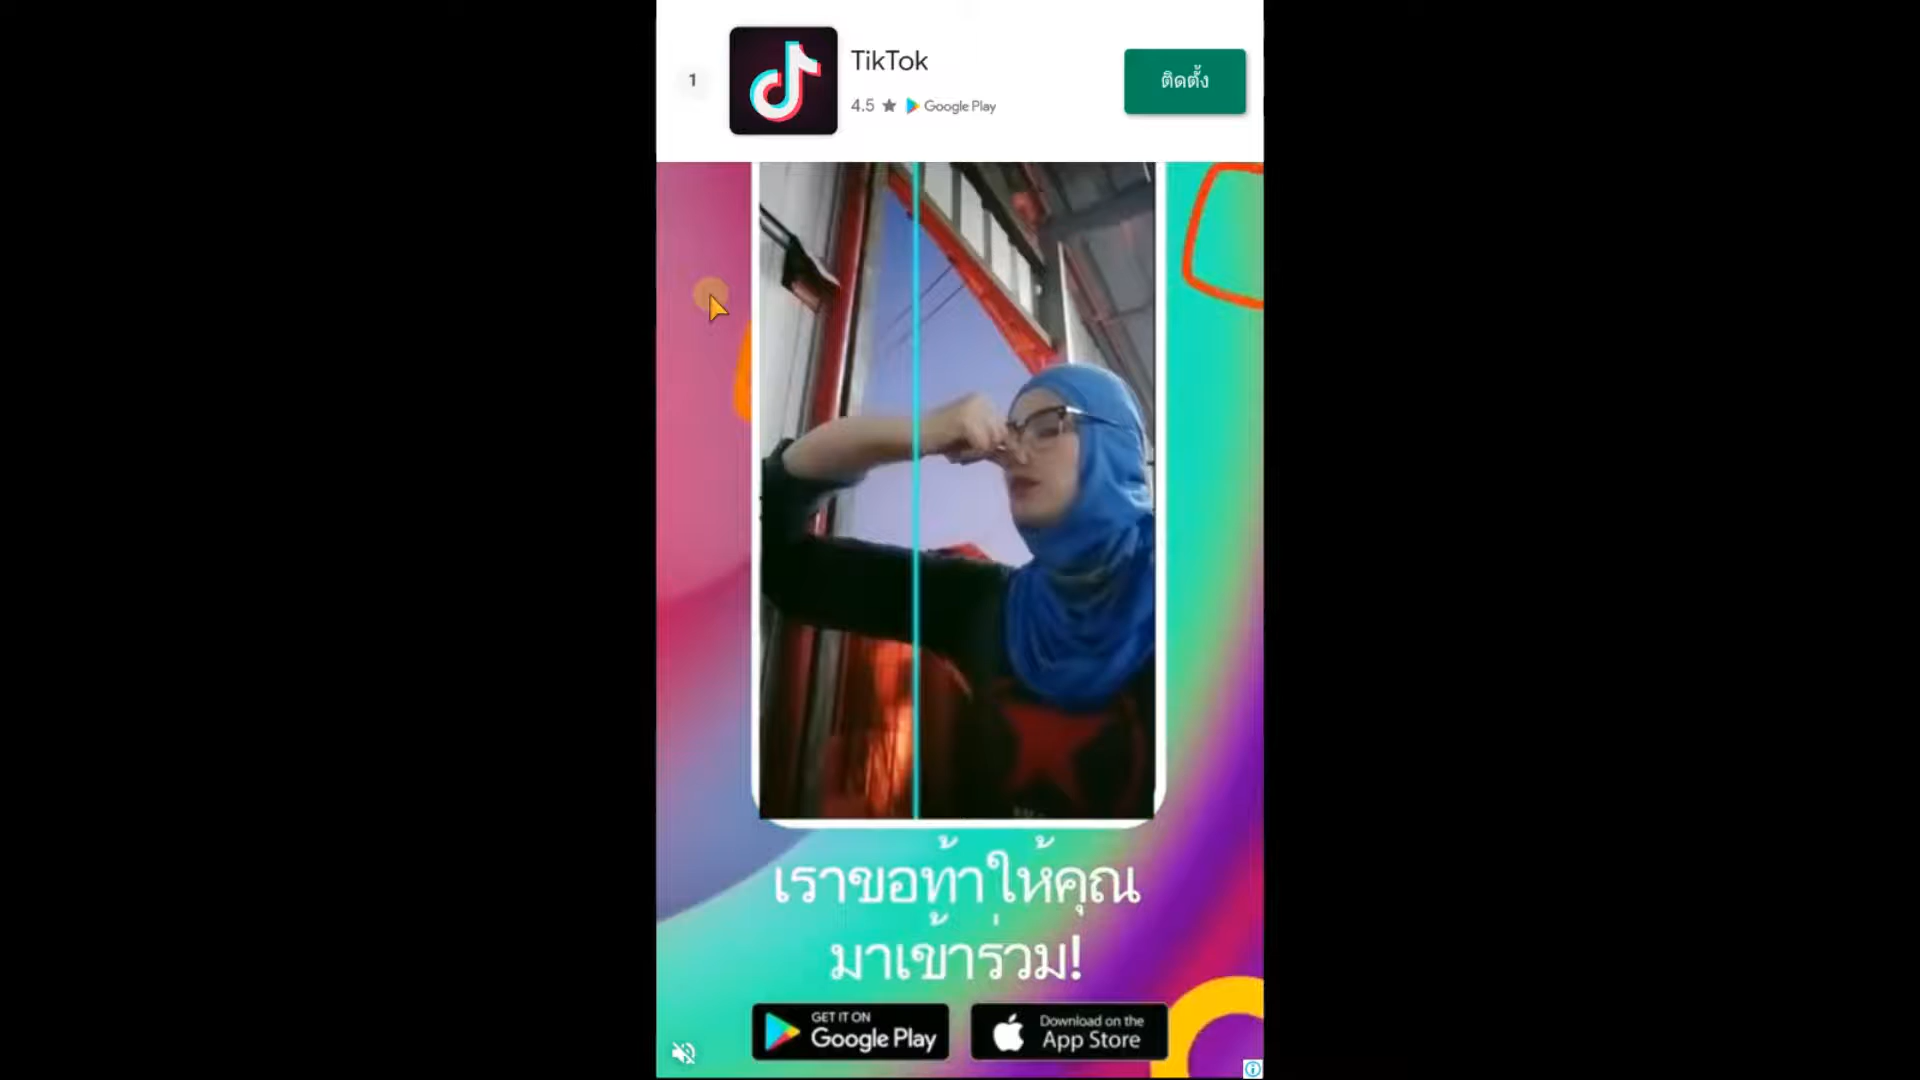 1
TikTok
4.5 ★ Google Play
ติดตั้ง
เราขอท้าให้คุณ
มาเข้าร่วม!
GET IT ON
Google Play
Download on the
App Store